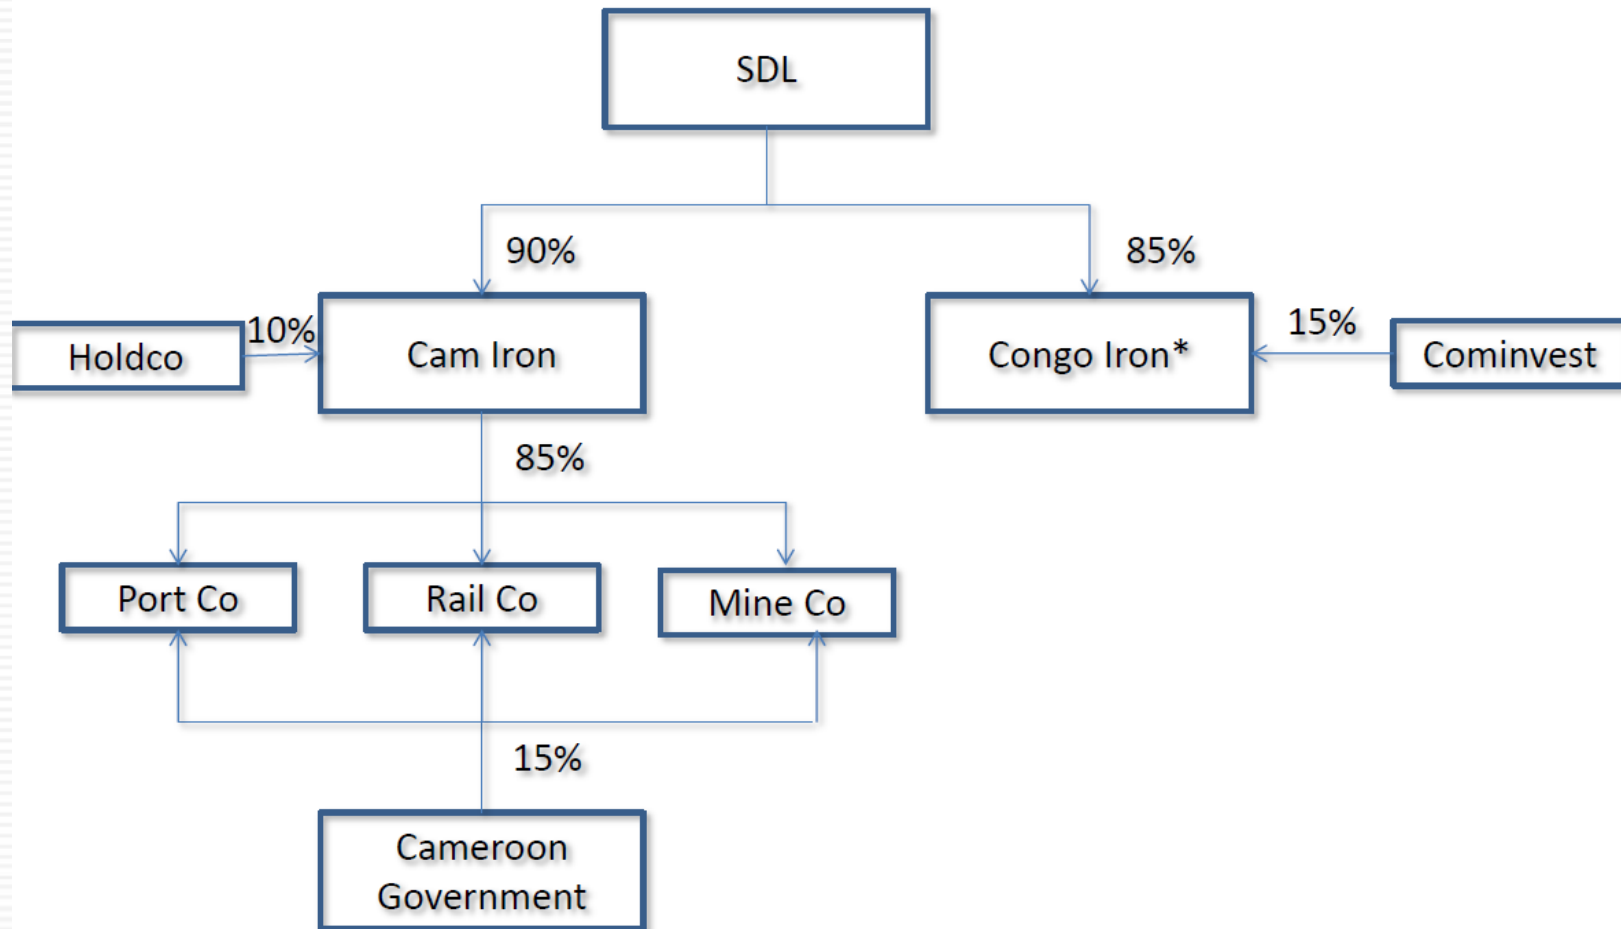 SDL
90%
85%
10%
15%
Holdco
Cam Iron
Congo Iron*
Cominvest
85%
Port Co
Rail Co
Mine Co
15%
Cameroon
Government